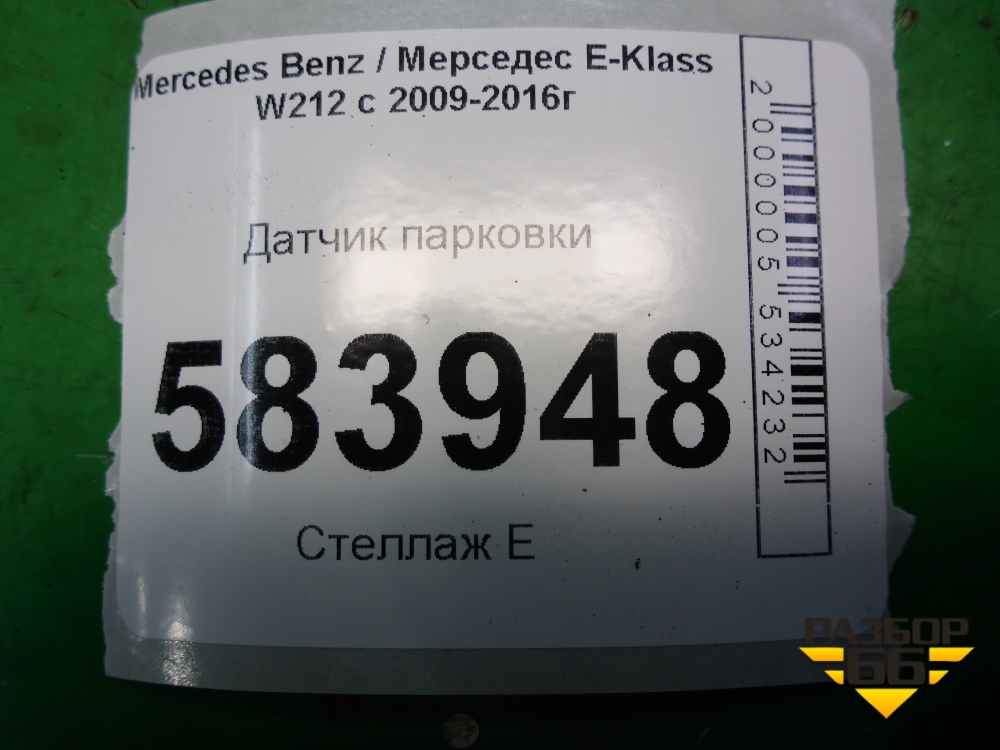 Mercedes Benz / Мерседес E-Klass
W212 с 2009-2016г
Датчик парковки
583948
Стеллаж Е
2000005534232
РАЗБОР
66